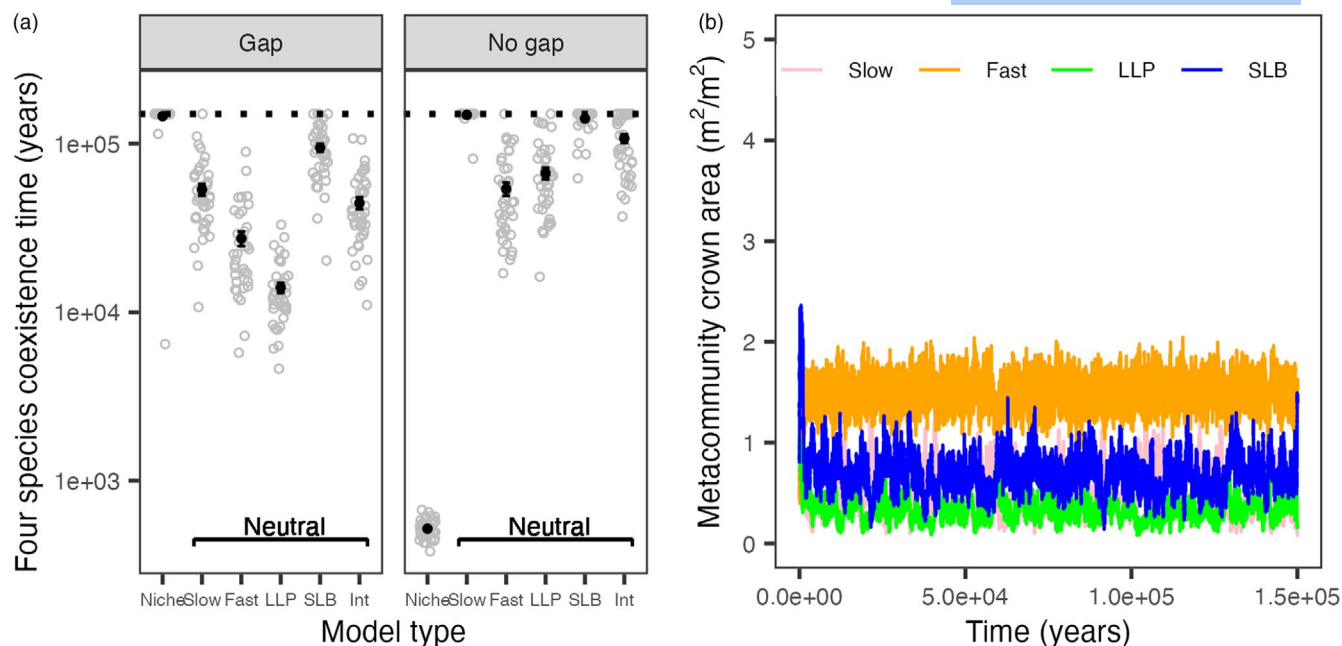 (a)
Gap
No gap
Four species coexistence time (years)
1e+05
1e+04
1e+03
Neutral
Neutral
Niche Slow Fast LLP SLB Int
Niche Slow Fast LLP SLB Int
Model type
(b)
Metacommunity crown area (m²/m²)
5
4
3
2
1
0
Slow Fast LLP SLB
0.0e+00 5.0e+04 1.0e+05 1.5e+05
Time (years)